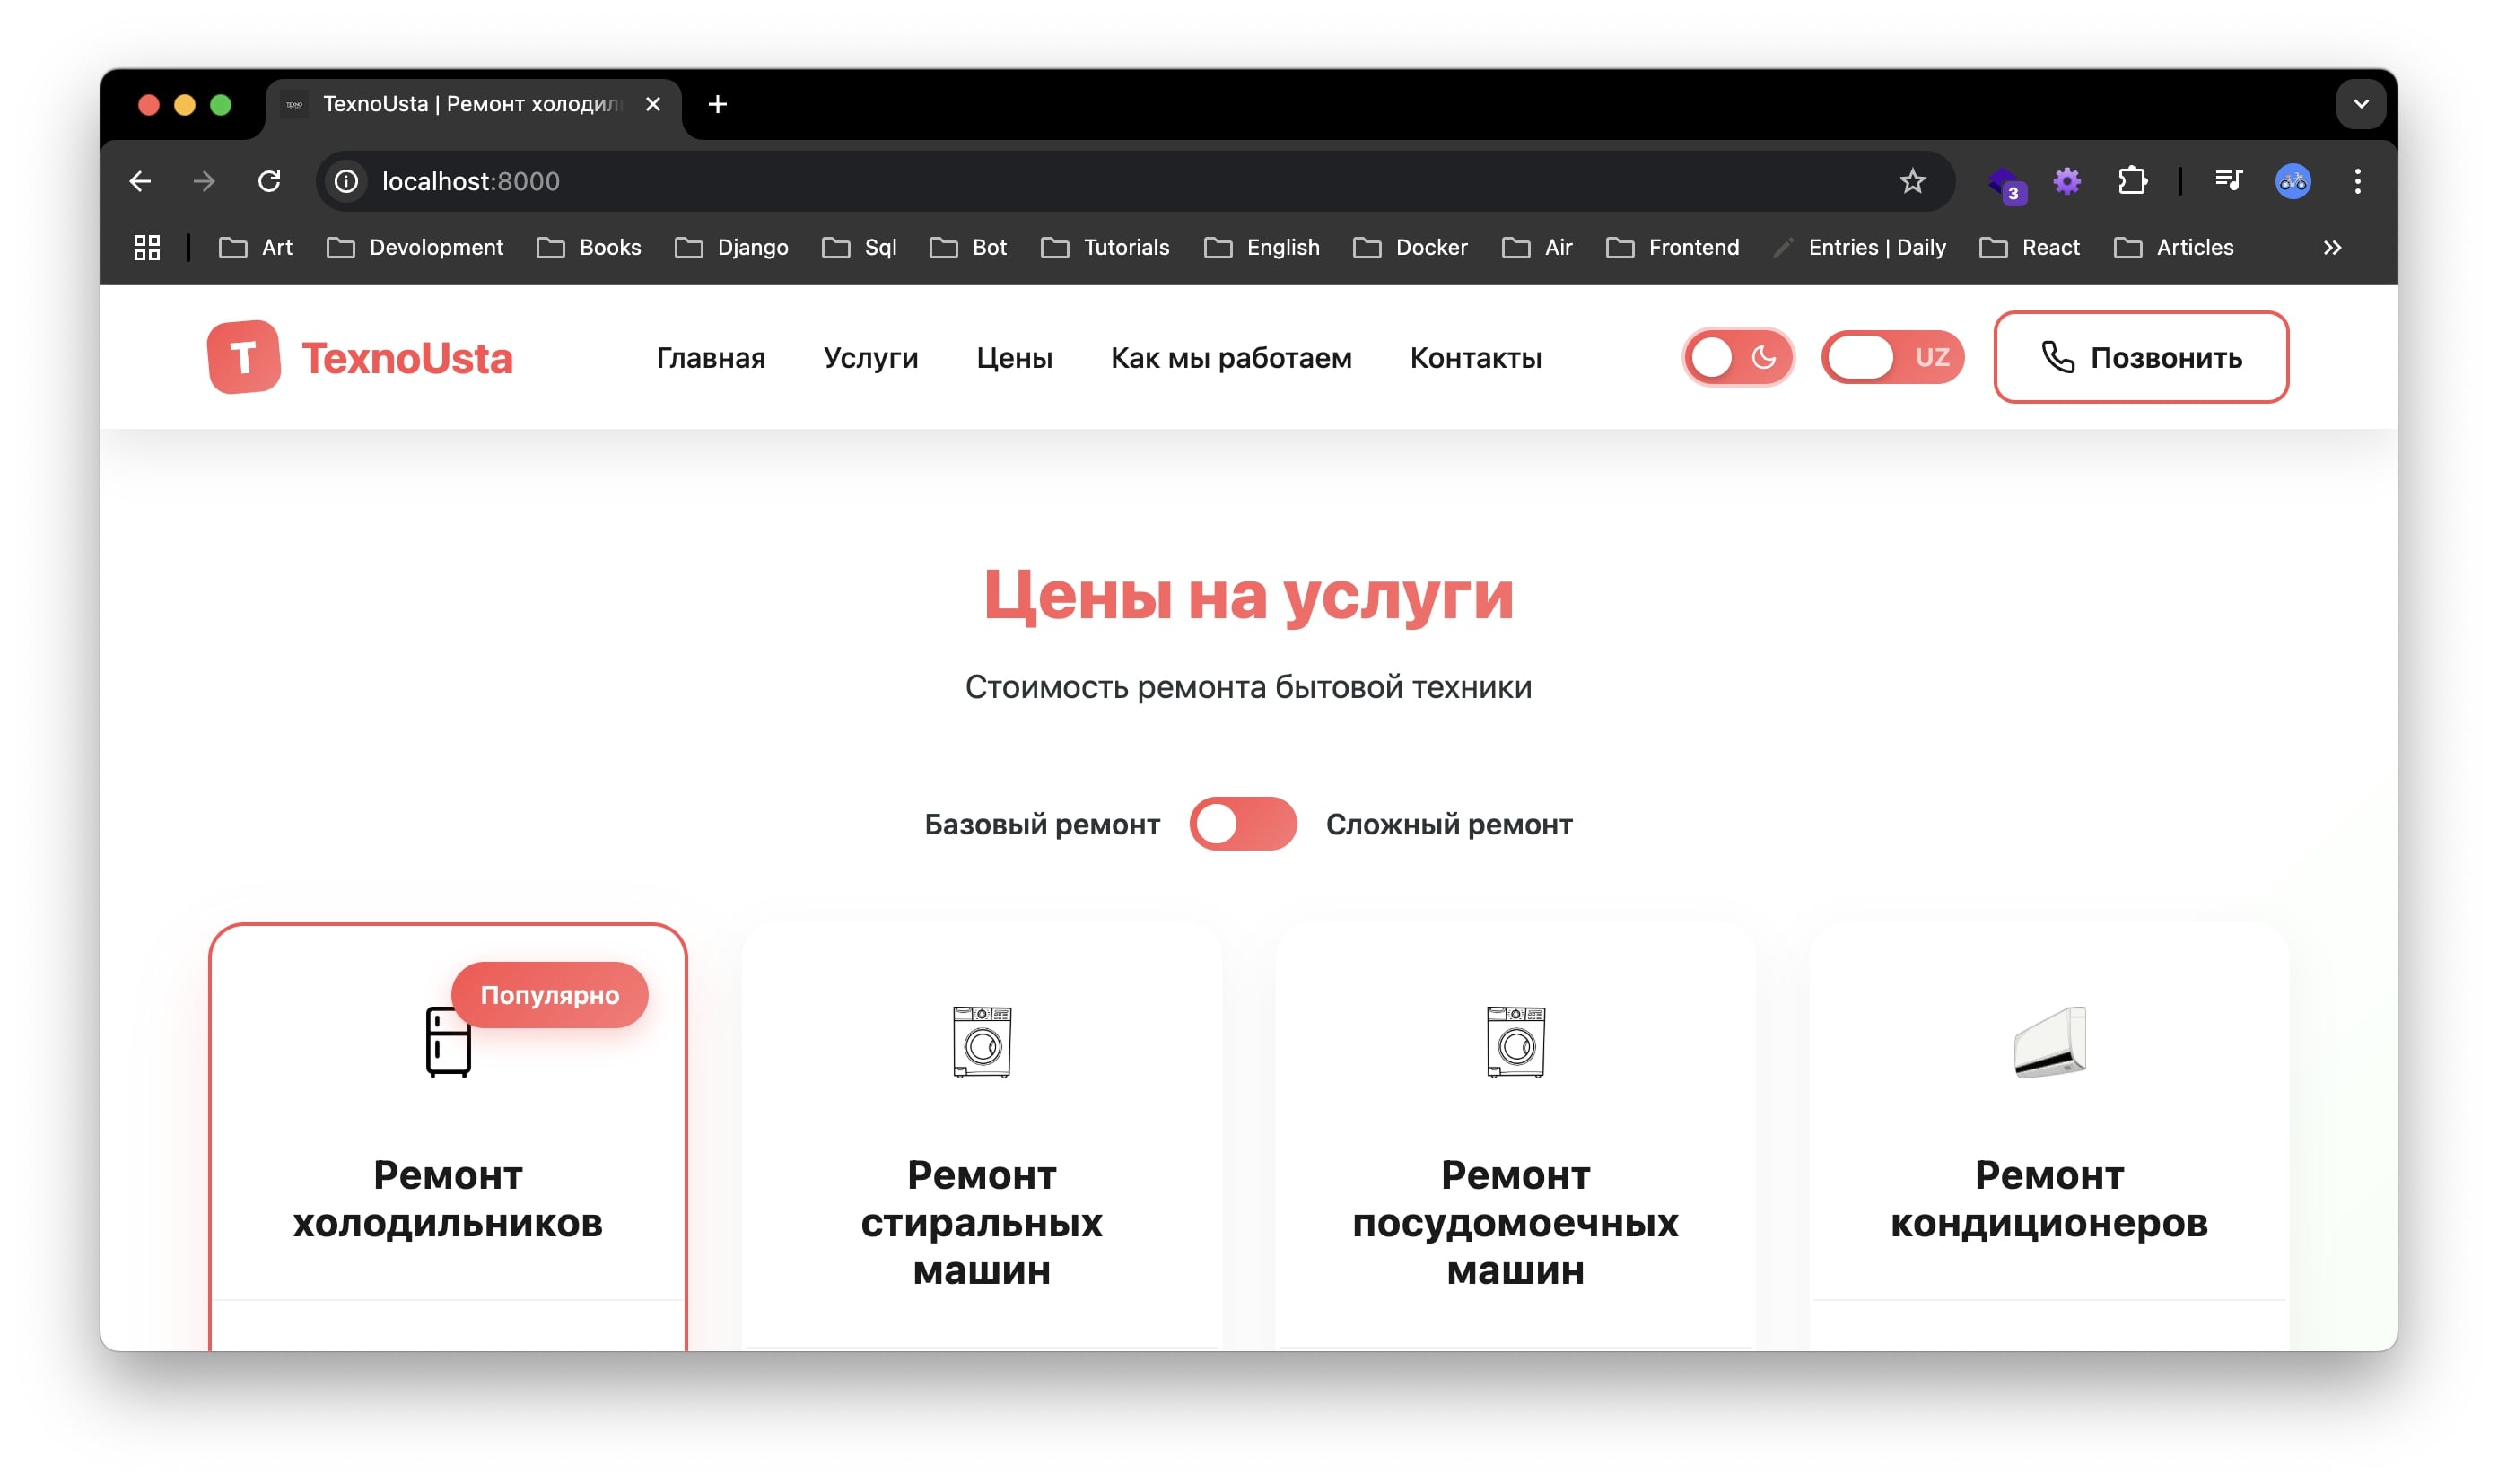 TexnoUsta | Ремонт холодил
localhost:8000
3
Art
Devolopment
Books
Django
Sql
Bot
Tutorials
English
Docker
Air
Frontend
Entries | Daily
React
Articles
T
TexnoUsta
Главная
Услуги
Цены
Как мы работаем
Контакты
UZ
Позвонить
Цены на услуги
Стоимость ремонта бытовой техники
Базовый ремонт
Сложный ремонт
Популярно
Ремонт
холодильников
Ремонт
стиральных
машин
Ремонт
посудомоечных
машин
Ремонт
кондиционеров